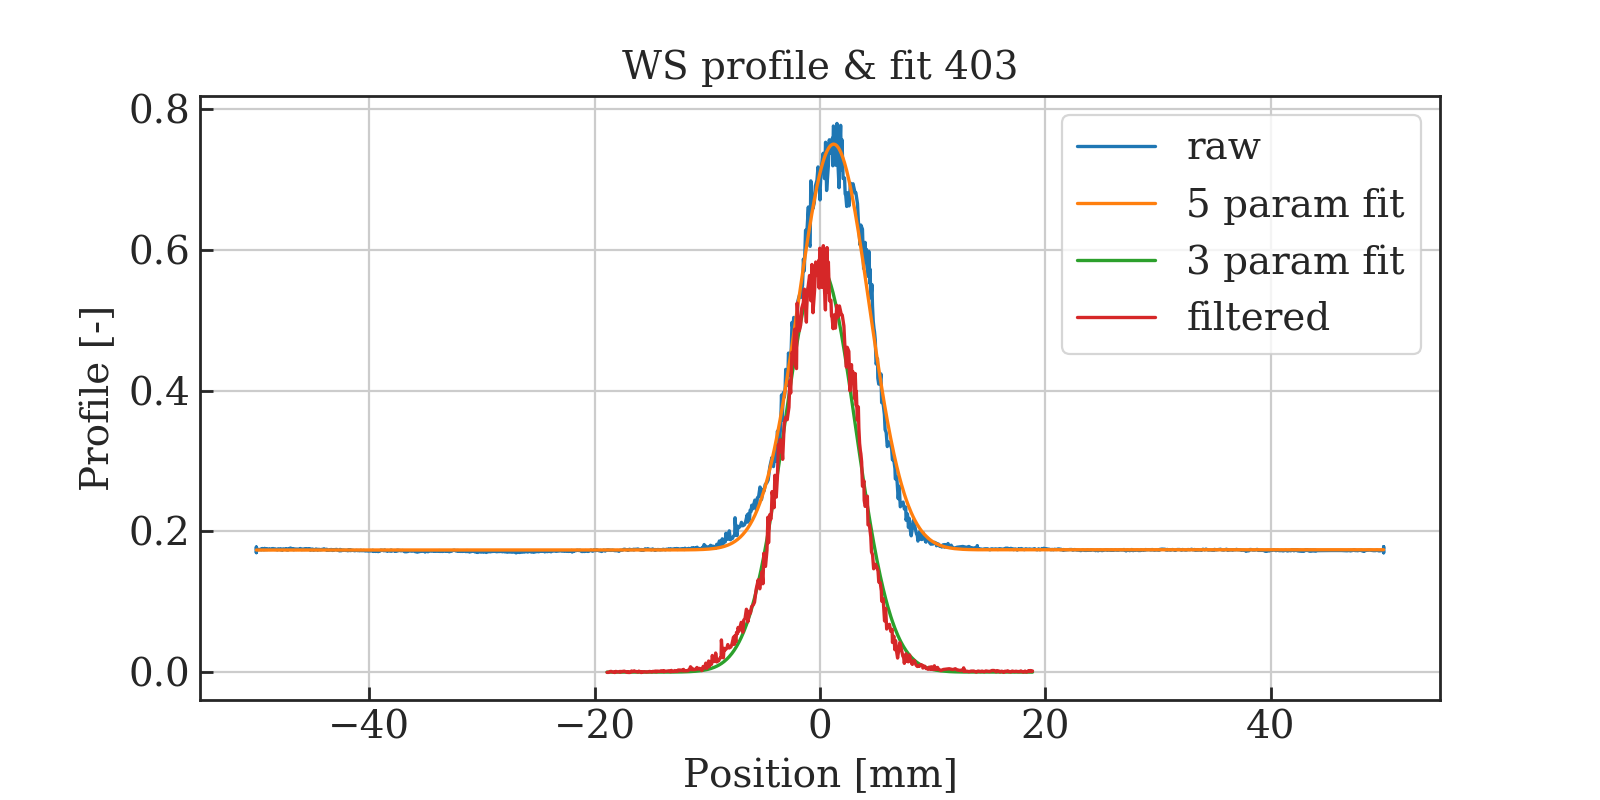 WS profile & fit 403
0.8
0.6
0.4
0.2
0.0
Profile [-]
−40
−20
0
20
40
Position [mm]
raw
5 param fit
3 param fit
filtered